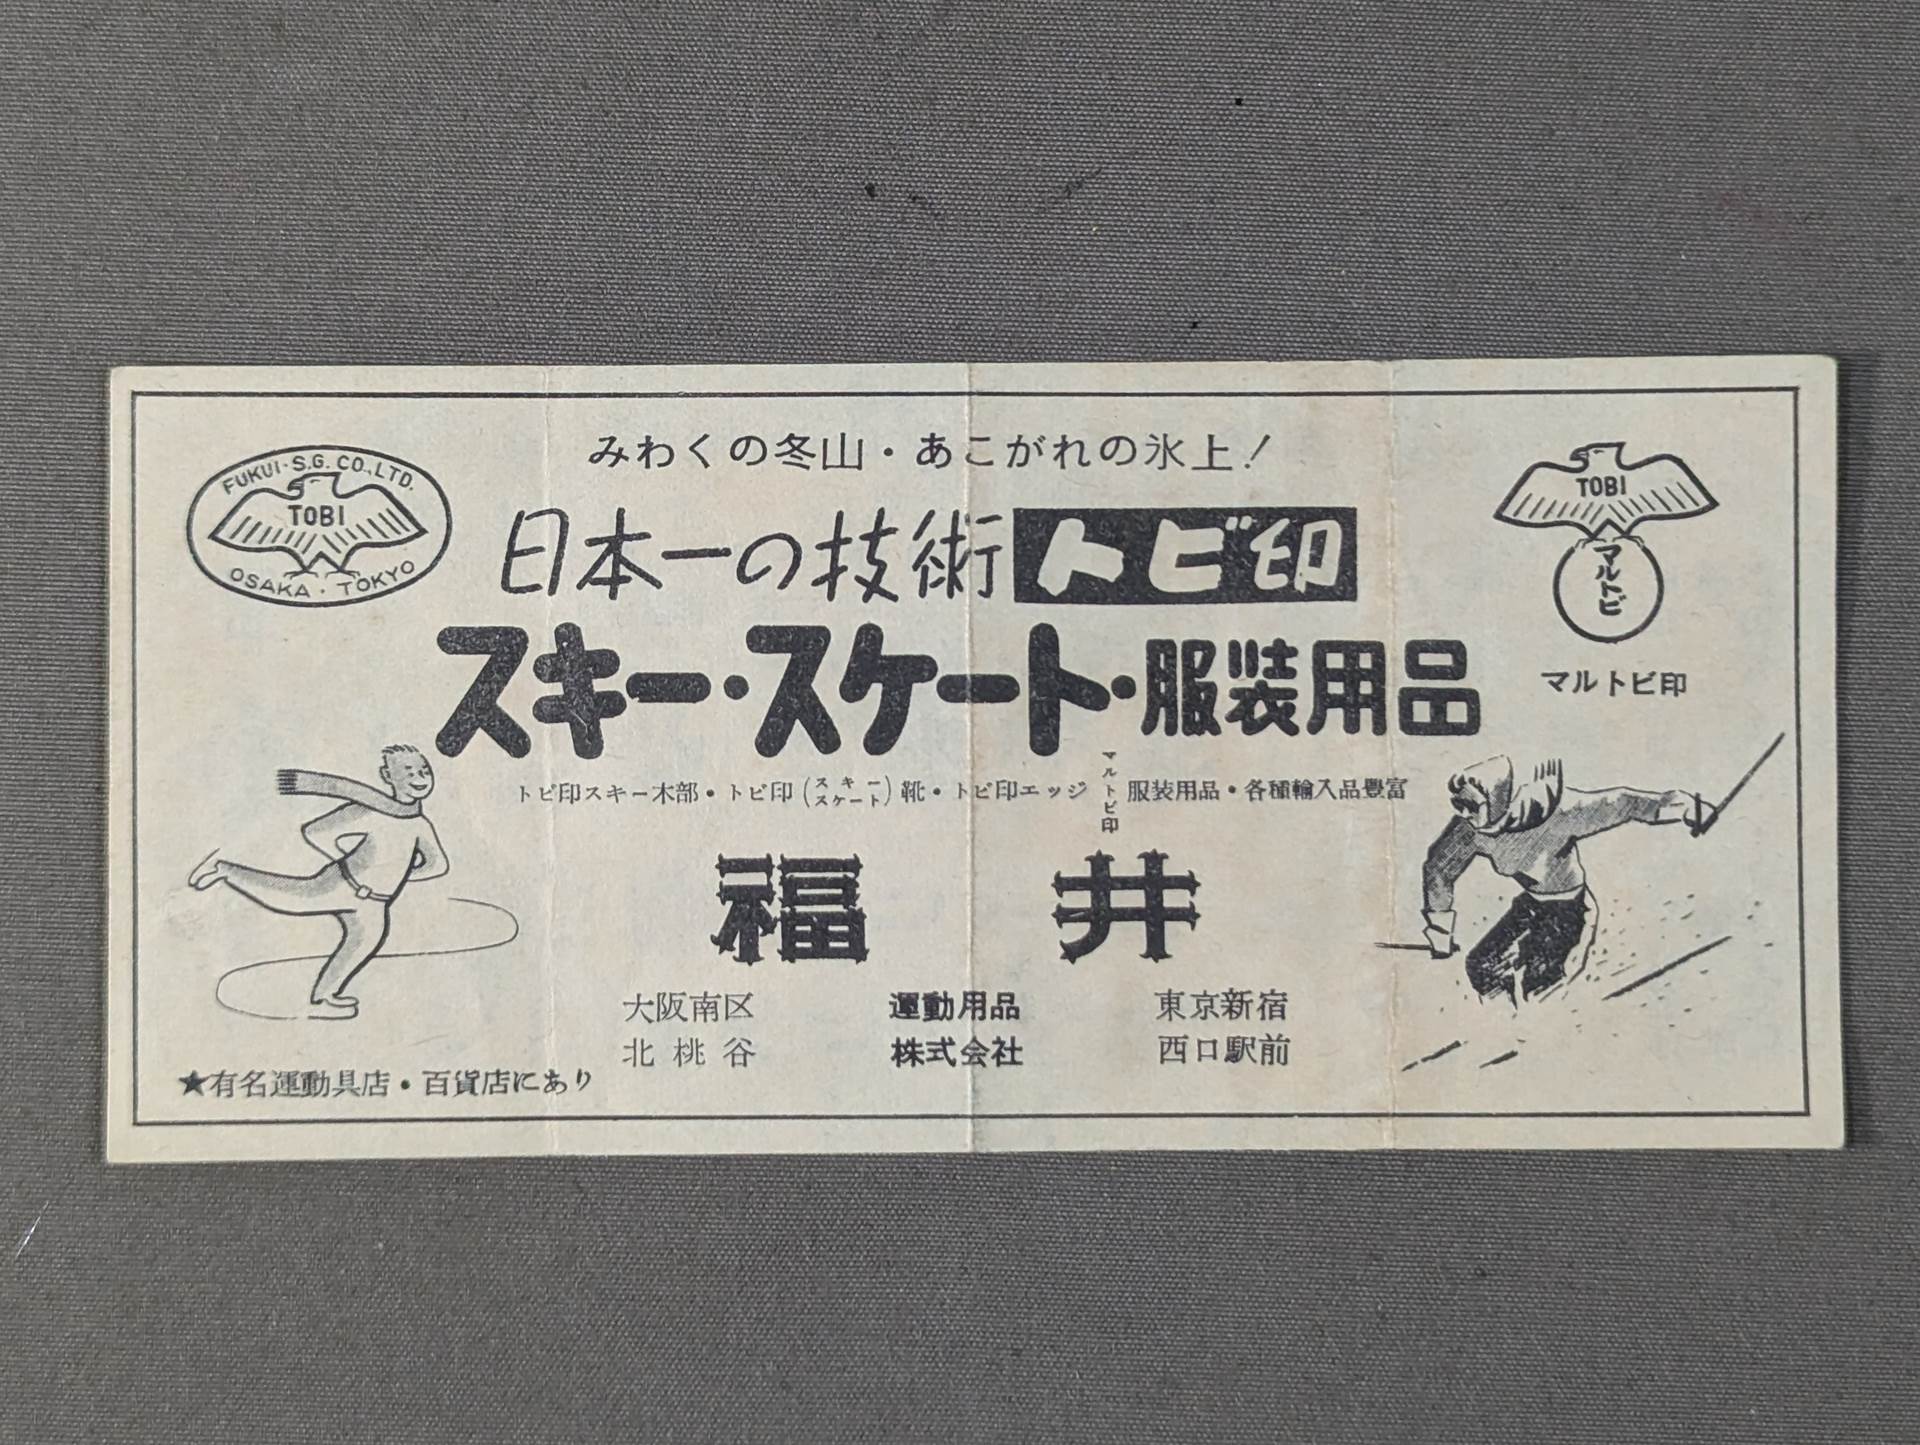 みわくの冬山・あこがれの氷上!
FUKUI・S.G. CO.,LTD.
TOBI
OSAKA・TOKYO
日本一の技術 トビ印
TOBI
マルトビ
マルトビ印
スキー・スケート・服装用品
トビ印スキー木部・トビ印(スキー スケート)靴・トビ印エッジ マルトビ印 服装用品・各種輸入品豊富
福井
大阪南区 運動用品 東京新宿
北桃谷 株式会社 西口駅前
★有名運動具店・百貨店にあり